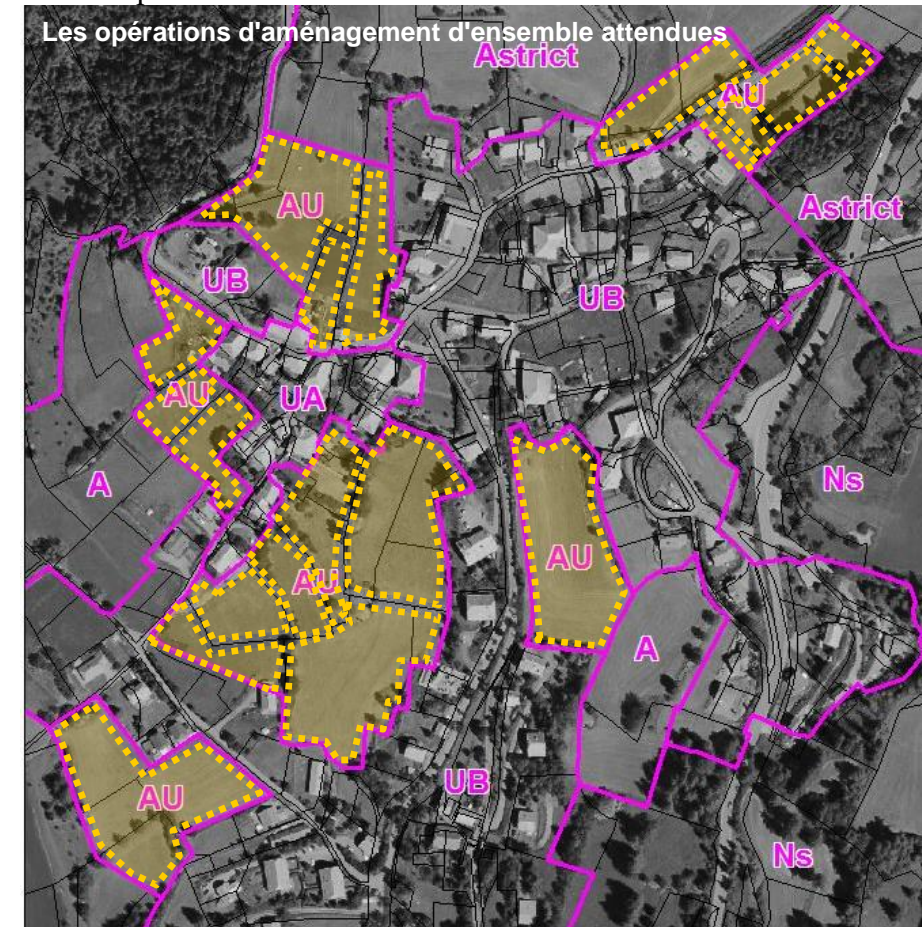 Les opérations d'aménagement d'ensemble attendues
Astrict
AU
AU
Astrict
UB
UB
AU
UA
A
Ns
AU
AU
A
AU
UB
Ns